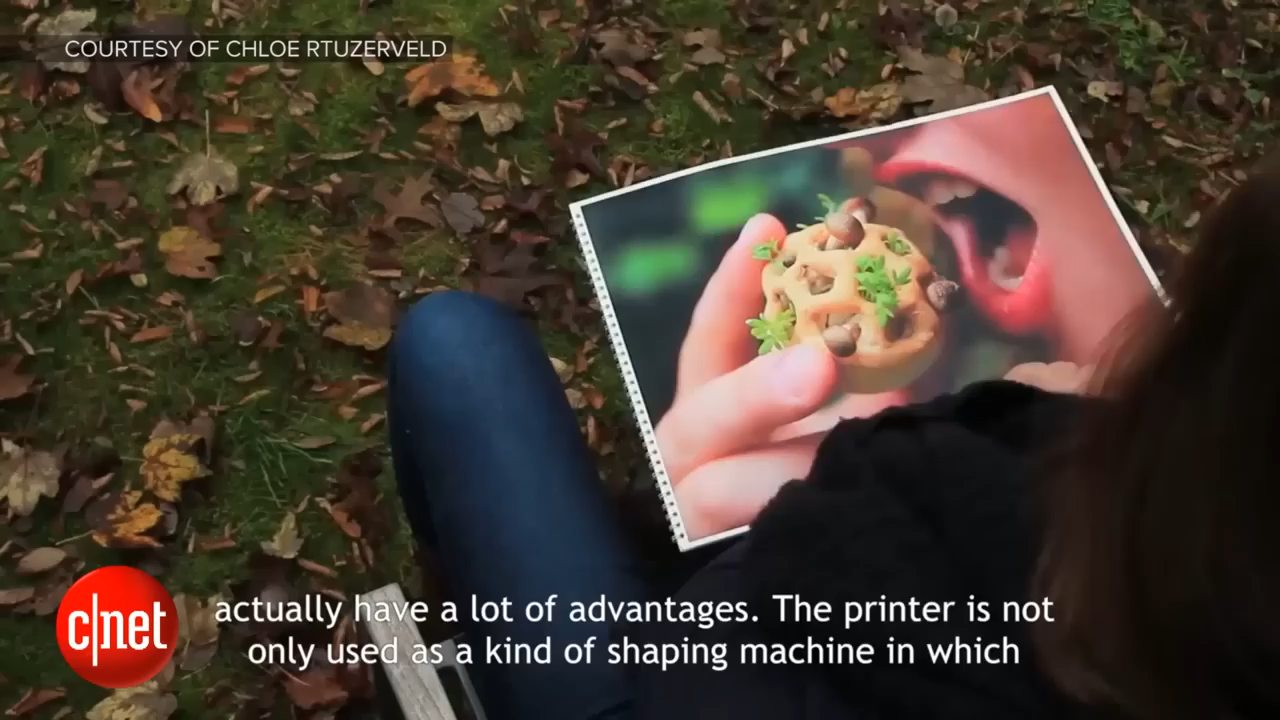 COURTESY OF CHLOE RTUZERVELD
actually have a lot of advantages. The printer is not
only used as a kind of shaping machine in which
c|net